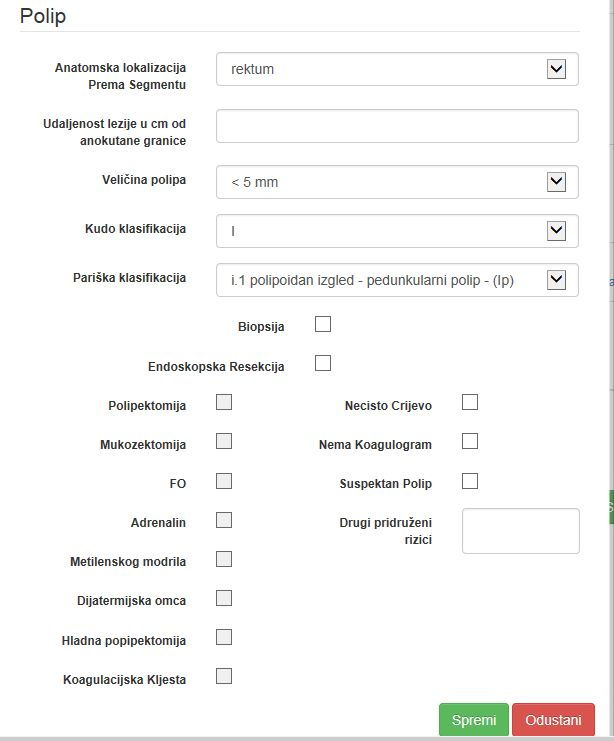 Polip
Anatomska lokalizacija
Prema Segmentu
rektum
Udaljenost lezije u cm od
anokutane granice
Veličina polipa
< 5 mm
Kudo klasifikacija
I
Pariška klasifikacija
i.1 polipoidan izgled - pedunkularni polip - (Ip)
Biopsija
Endoskopska Resekcija
Polipektomija
Necisto Crijevo
Mukozektomija
Nema Koagulogram
FO
Suspektan Polip
Adrenalin
Drugi pridruženi
rizici
Metilenskog modrila
Dijatermijska omca
Hladna popipektomija
Koagulacijska Kljesta
Spremi
Odustani